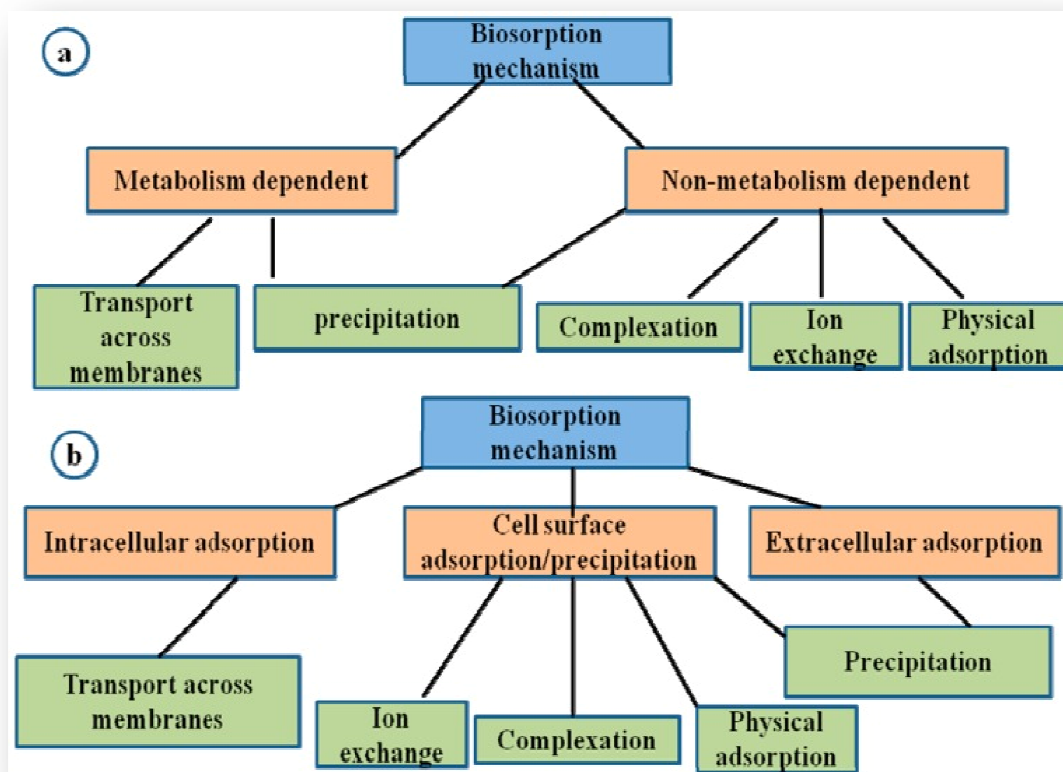 a
Biosorption
mechanism
Metabolism dependent
Non-metabolism dependent
Transport
across
membranes
precipitation
Complexation
Ion
exchange
Physical
adsorption
b
Biosorption
mechanism
Intracellular adsorption
Cell surface
adsorption/precipitation
Extracellular adsorption
Transport across
membranes
Ion
exchange
Complexation
Physical
adsorption
Precipitation